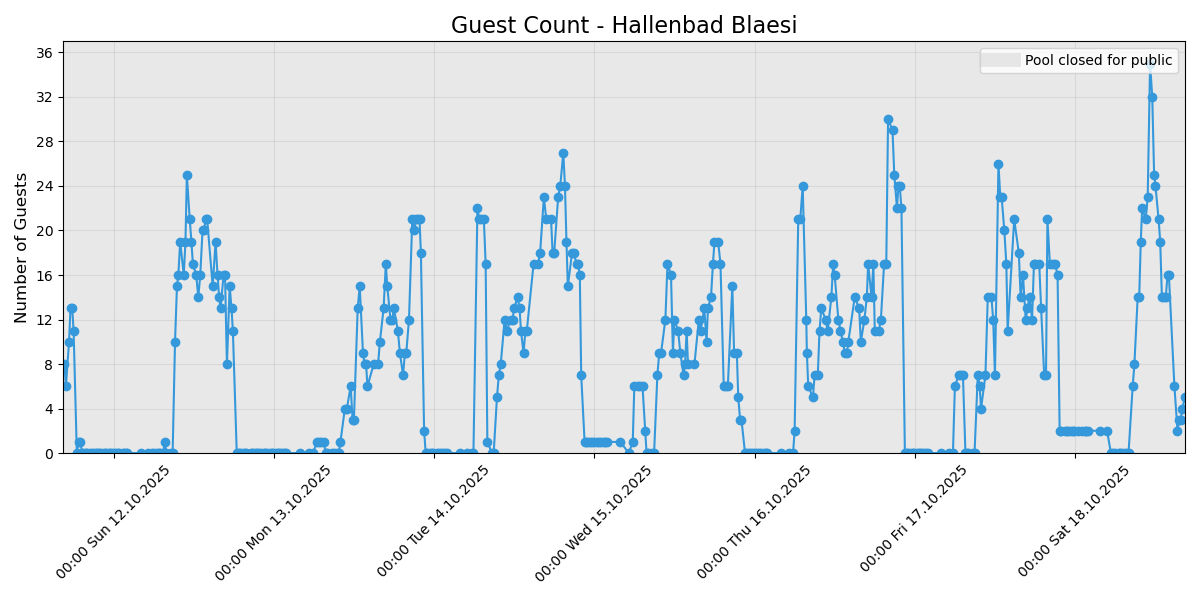 Guest Count - Hallenbad Blaesi
Pool closed for public
Number of Guests
36
32
28
24
20
16
12
8
4
0
00:00 Sun 12.10.2025
00:00 Mon 13.10.2025
00:00 Tue 14.10.2025
00:00 Wed 15.10.2025
00:00 Thu 16.10.2025
00:00 Fri 17.10.2025
00:00 Sat 18.10.2025